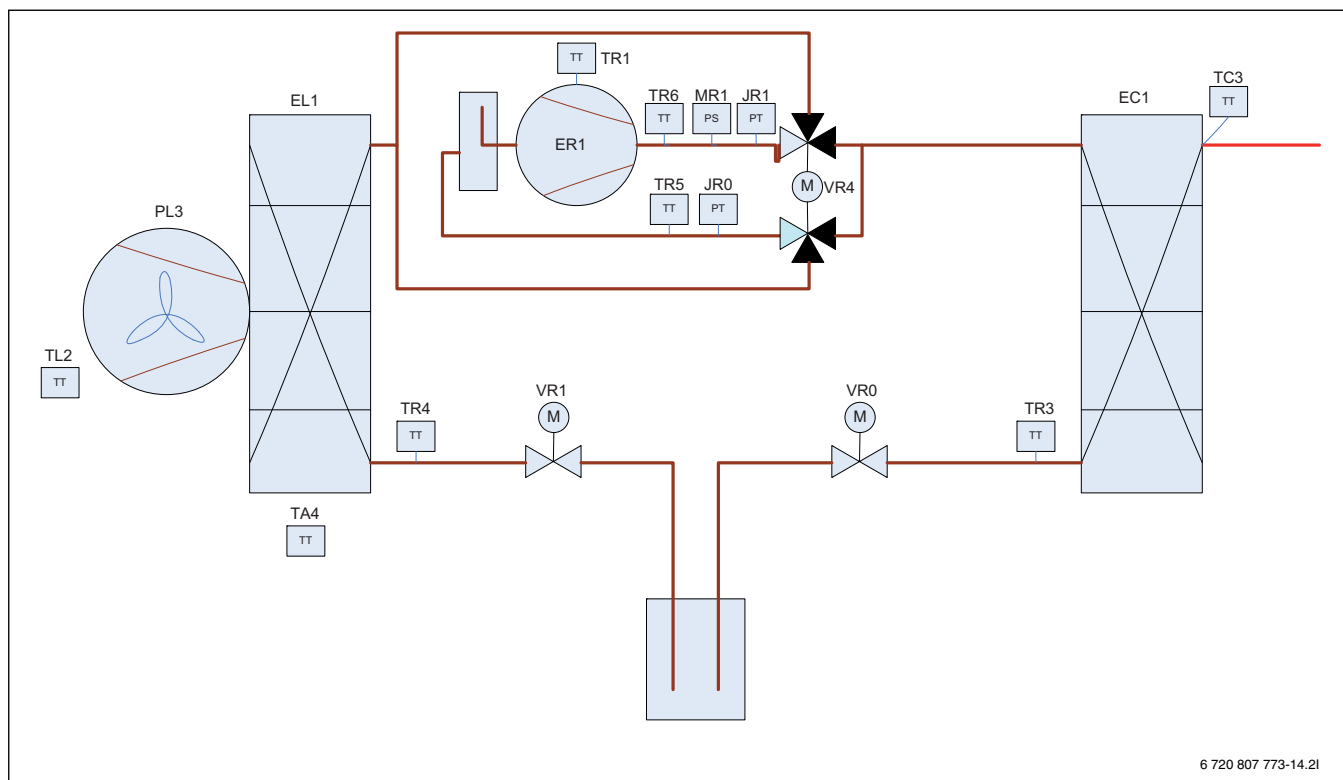 TT TR1
TC3
TR6 MR1 JR1
EL1 EC1
TT
TT PS PT
ER1
M VR4
TR5 JR0
TT PT
PL3
TL2
TT
VR1 VR0
TR4 TR3
M M
TT TT
TA4
TT
6 720 807 773-14.2I